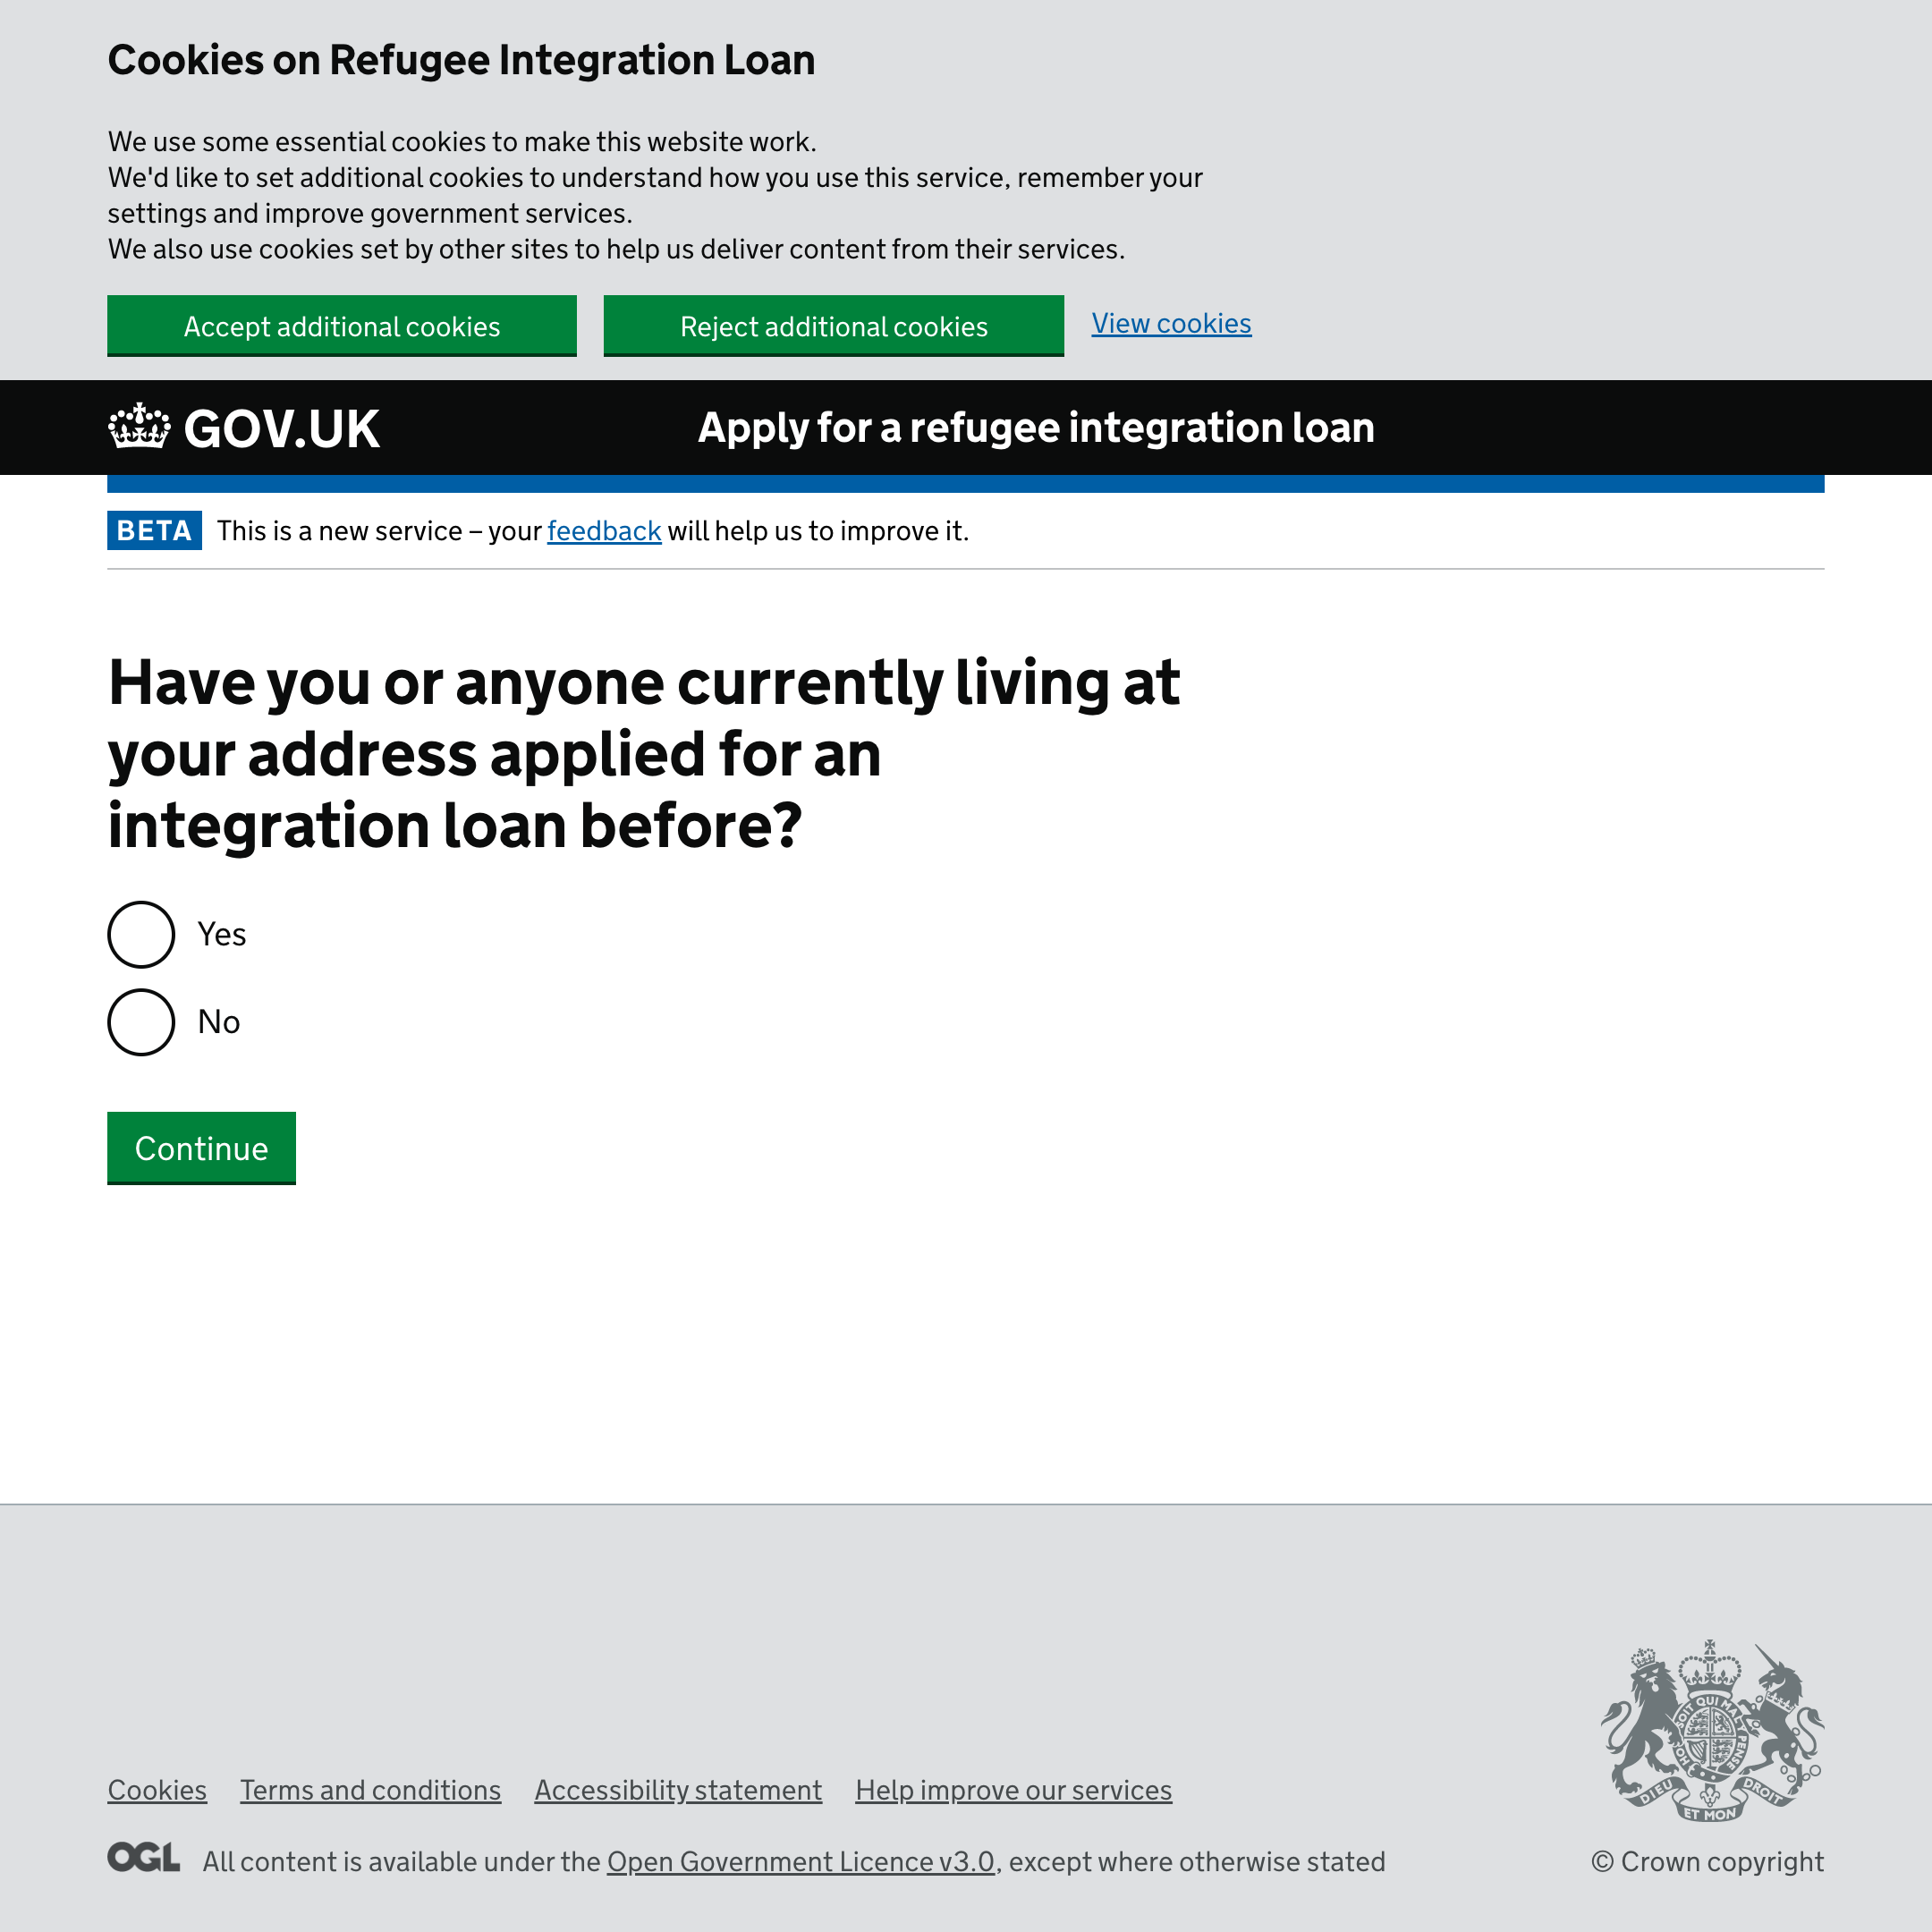 Cookies on Refugee Integration Loan
We use some essential cookies to make this website work.
We'd like to set additional cookies to understand how you use this service, remember your
settings and improve government services.
We also use cookies set by other sites to help us deliver content from their services.
Accept additional cookies
Reject additional cookies
View cookies
GOV.UK
Apply for a refugee integration loan
BETA
This is a new service – your feedback will help us to improve it.
Have you or anyone currently living at
your address applied for an
integration loan before?
Yes
No
Continue
DIEU ET MON DROIT
Cookies
Terms and conditions
Accessibility statement
Help improve our services
OGL
All content is available under the Open Government Licence v3.0, except where otherwise stated
© Crown copyright